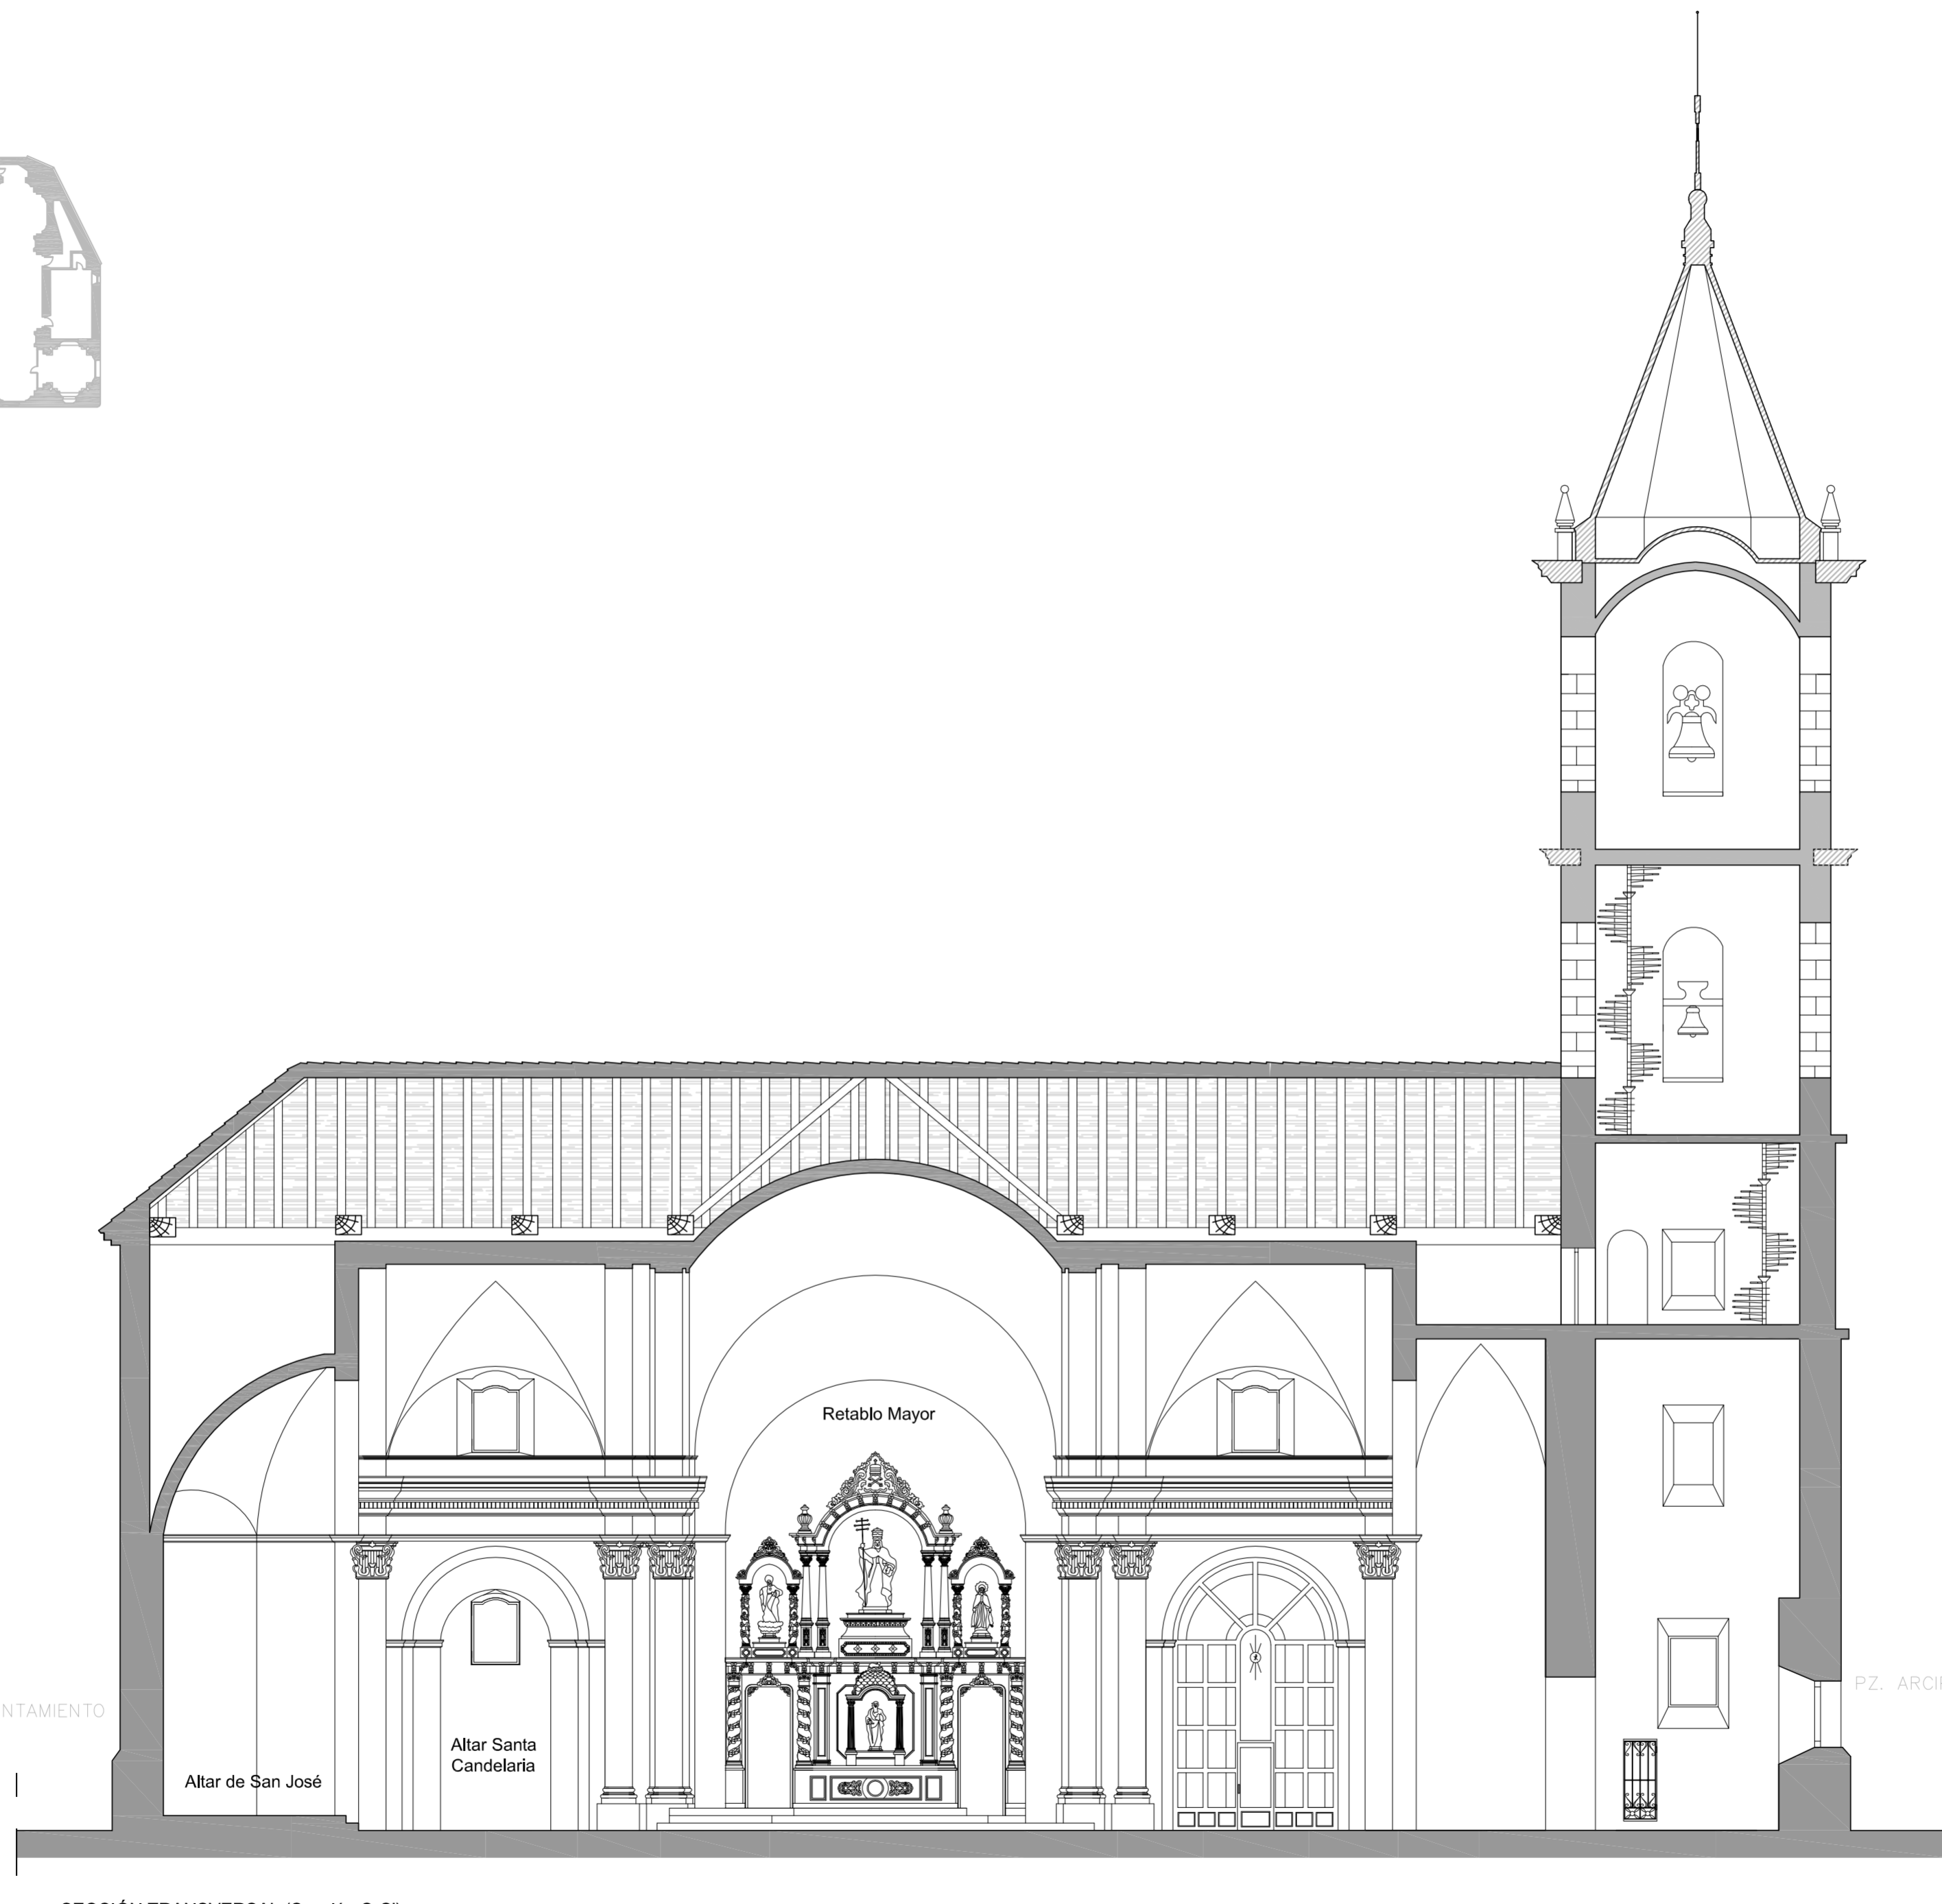 Retablo Mayor
Altar Santa
Candelaria
Altar de San José
NTAMIENTO
PZ. ARCI